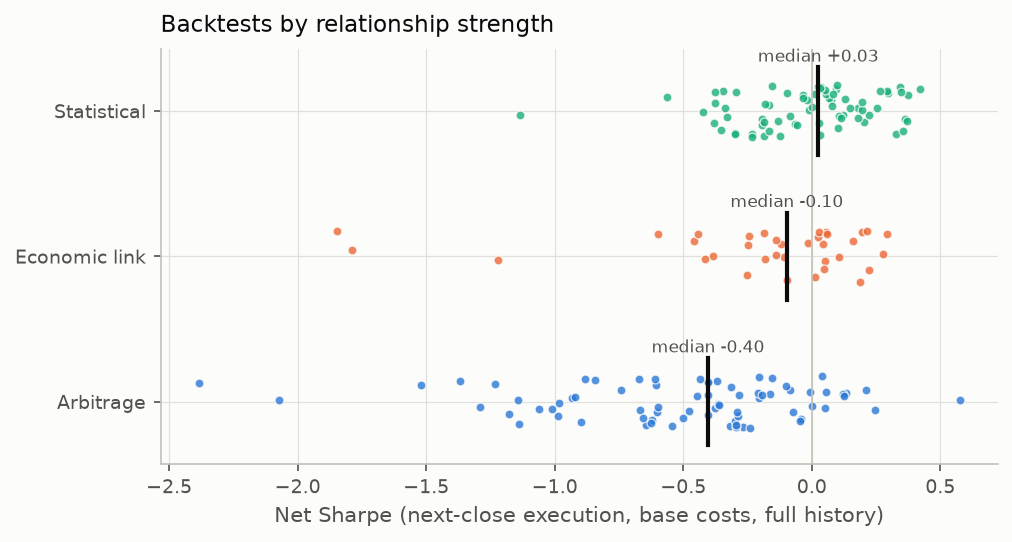 Backtests by relationship strength
median +0.03
Statistical
median -0.10
Economic link
median -0.40
Arbitrage
−2.5 −2.0 −1.5 −1.0 −0.5 0.0 0.5
Net Sharpe (next-close execution, base costs, full history)